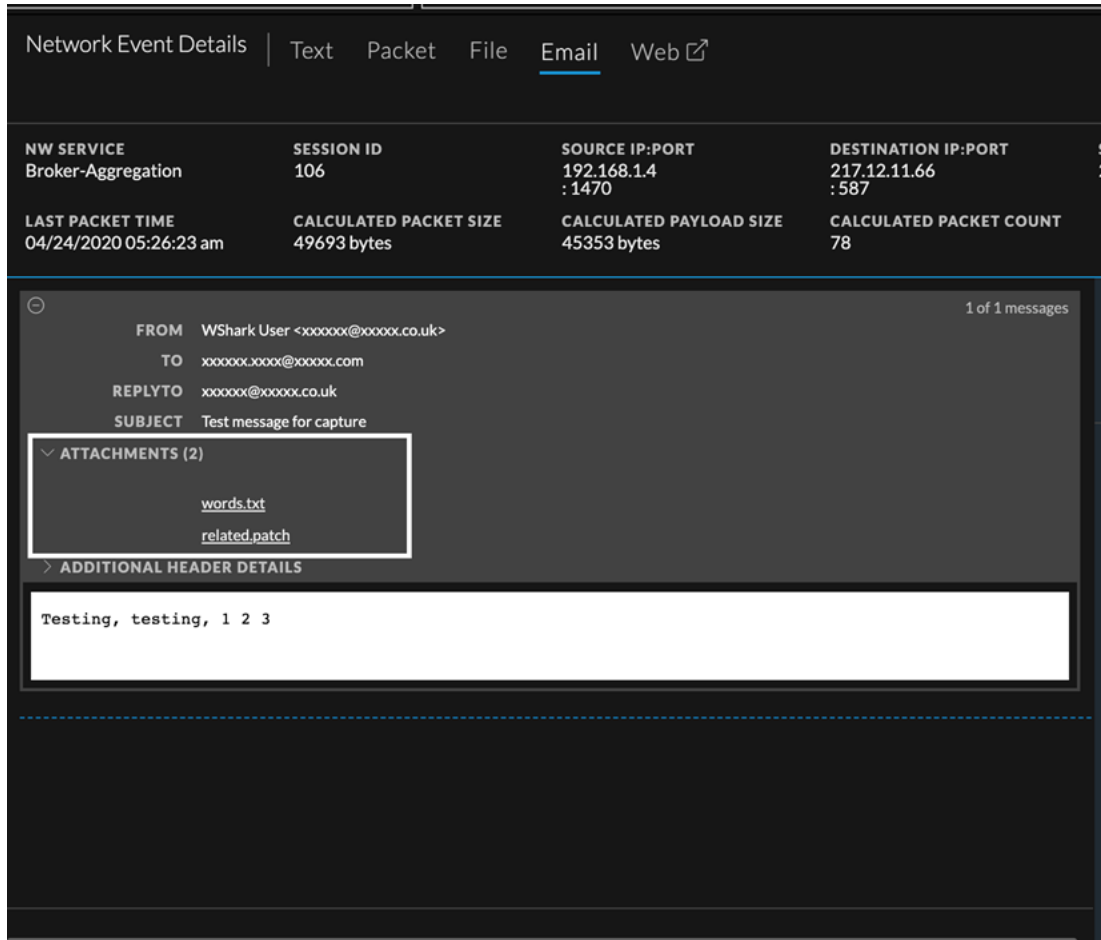 Network Event Details Text Packet File Email Web
NW SERVICE SESSION ID SOURCE IP:PORT DESTINATION IP:PORT
Broker-Aggregation 106 192.168.1.4 217.12.11.66
: 1470 : 587
LAST PACKET TIME CALCULATED PACKET SIZE CALCULATED PAYLOAD SIZE CALCULATED PACKET COUNT
04/24/2020 05:26:23 am 49693 bytes 45353 bytes 78
1 of 1 messages
FROM WShark User <xxxxxx@xxxxx.co.uk>
TO xxxxxx.xxxx@xxxxx.com
REPLYTO xxxxxx@xxxxx.co.uk
SUBJECT Test message for capture
ATTACHMENTS (2)
words.txt
related.patch
ADDITIONAL HEADER DETAILS
Testing, testing, 1 2 3